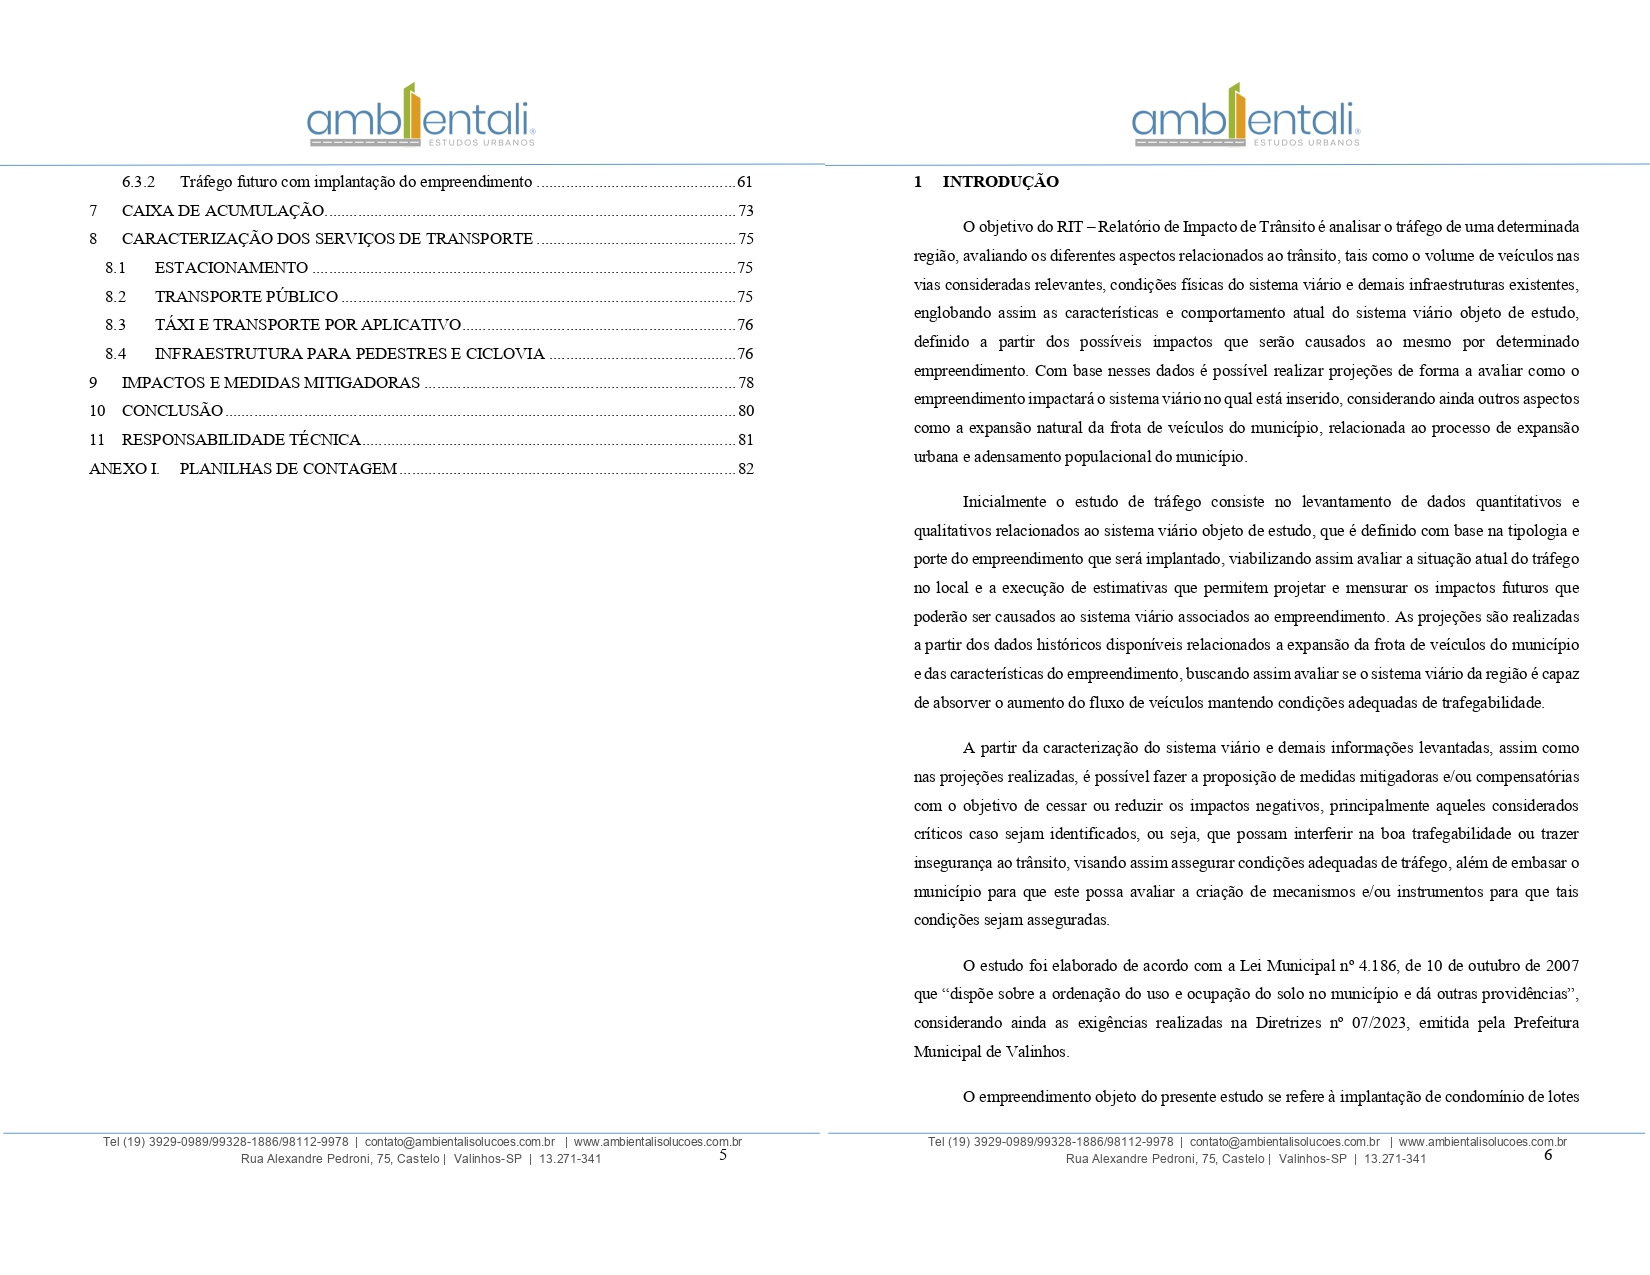 ambientali®
ESTUDOS URBANOS
6.3.2 Tráfego futuro com implantação do empreendimento ................................................ 61
7 CAIXA DE ACUMULAÇÃO................................................................................................... 73
8 CARACTERIZAÇÃO DOS SERVIÇOS DE TRANSPORTE ................................................ 75
8.1 ESTACIONAMENTO ...................................................................................................... 75
8.2 TRANSPORTE PÚBLICO ............................................................................................... 75
8.3 TÁXI E TRANSPORTE POR APLICATIVO.................................................................. 76
8.4 INFRAESTRUTURA PARA PEDESTRES E CICLOVIA ............................................. 76
9 IMPACTOS E MEDIDAS MITIGADORAS ........................................................................... 78
10 CONCLUSÃO ........................................................................................................................... 80
11 RESPONSABILIDADE TÉCNICA.......................................................................................... 81
ANEXO I. PLANILHAS DE CONTAGEM ................................................................................. 82
Tel (19) 3929-0989/99328-1886/98112-9978 | contato@ambientalisolucoes.com.br | www.ambientalisolucoes.com.br
Rua Alexandre Pedroni, 75, Castelo | Valinhos-SP | 13.271-341
5
ambientali®
ESTUDOS URBANOS
1 INTRODUÇÃO
O objetivo do RIT – Relatório de Impacto de Trânsito é analisar o tráfego de uma determinada
região, avaliando os diferentes aspectos relacionados ao trânsito, tais como o volume de veículos nas
vias consideradas relevantes, condições físicas do sistema viário e demais infraestruturas existentes,
englobando assim as características e comportamento atual do sistema viário objeto de estudo,
definido a partir dos possíveis impactos que serão causados ao mesmo por determinado
empreendimento. Com base nesses dados é possível realizar projeções de forma a avaliar como o
empreendimento impactará o sistema viário no qual está inserido, considerando ainda outros aspectos
como a expansão natural da frota de veículos do município, relacionada ao processo de expansão
urbana e adensamento populacional do município.
Inicialmente o estudo de tráfego consiste no levantamento de dados quantitativos e
qualitativos relacionados ao sistema viário objeto de estudo, que é definido com base na tipologia e
porte do empreendimento que será implantado, viabilizando assim avaliar a situação atual do tráfego
no local e a execução de estimativas que permitem projetar e mensurar os impactos futuros que
poderão ser causados ao sistema viário associados ao empreendimento. As projeções são realizadas
a partir dos dados históricos disponíveis relacionados a expansão da frota de veículos do município
e das características do empreendimento, buscando assim avaliar se o sistema viário da região é capaz
de absorver o aumento do fluxo de veículos mantendo condições adequadas de trafegabilidade.
A partir da caracterização do sistema viário e demais informações levantadas, assim como
nas projeções realizadas, é possível fazer a proposição de medidas mitigadoras e/ou compensatórias
com o objetivo de cessar ou reduzir os impactos negativos, principalmente aqueles considerados
críticos caso sejam identificados, ou seja, que possam interferir na boa trafegabilidade ou trazer
insegurança ao trânsito, visando assim assegurar condições adequadas de tráfego, além de embasar o
município para que este possa avaliar a criação de mecanismos e/ou instrumentos para que tais
condições sejam asseguradas.
O estudo foi elaborado de acordo com a Lei Municipal nº 4.186, de 10 de outubro de 2007
que “dispõe sobre a ordenação do uso e ocupação do solo no município e dá outras providências”,
considerando ainda as exigências realizadas na Diretrizes nº 07/2023, emitida pela Prefeitura
Municipal de Valinhos.
O empreendimento objeto do presente estudo se refere à implantação de condomínio de lotes
Tel (19) 3929-0989/99328-1886/98112-9978 | contato@ambientalisolucoes.com.br | www.ambientalisolucoes.com.br
Rua Alexandre Pedroni, 75, Castelo | Valinhos-SP | 13.271-341
6